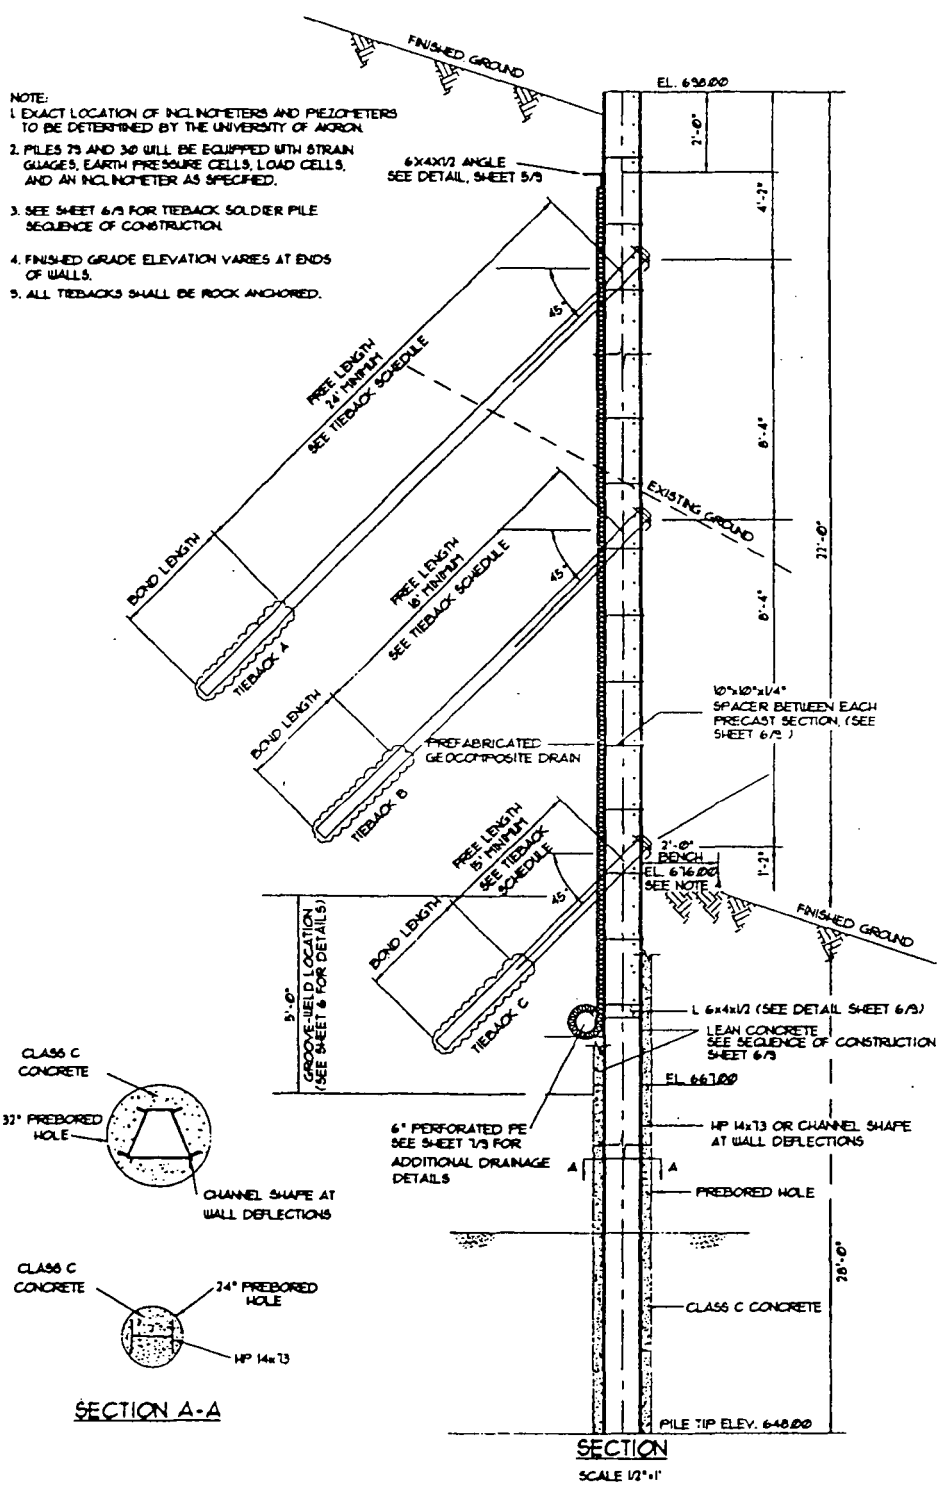 FINISHED GROUND
EL. 698.00
NOTE:
1. EXACT LOCATION OF INCLINOMETERS AND PIEZOMETERS
TO BE DETERMINED BY THE UNIVERSITY OF AKRON.
2. PILES 29 AND 30 WILL BE EQUIPPED WITH STRAIN
GUAGES, EARTH PRESSURE CELLS, LOAD CELLS,
AND AN INCLINOMETER AS SPECIFIED.
3. SEE SHEET 6/9 FOR TIEBACK SOLDIER PILE
SEQUENCE OF CONSTRUCTION.
4. FINISHED GRADE ELEVATION VARIES AT ENDS
OF WALLS.
5. ALL TIEBACKS SHALL BE ROCK ANCHORED.
2'-0"
6X4X1/2 ANGLE
SEE DETAIL, SHEET 5/9
4'-2"
45°
FREE LENGTH
24' MINIMUM
SEE TIEBACK SCHEDULE
8'-4"
BOND LENGTH
TIEBACK A
EXISTING GROUND
22'-0"
FREE LENGTH
18' MINIMUM
SEE TIEBACK SCHEDULE
45°
8'-4"
BOND LENGTH
TIEBACK B
10"x10"x1/4"
SPACER BETWEEN EACH
PRECAST SECTION, (SEE
SHEET 6/9 )
PREFABRICATED
GEOCOMPOSITE DRAIN
FREE LENGTH
15' MINIMUM
SEE TIEBACK
SCHEDULE
45°
BOND LENGTH
TIEBACK C
2'-0"
BENCH
EL. 676.00
SEE NOTE 4
1'-2"
FINISHED GROUND
5'-0"
GROOVE-WELD LOCATION
(SEE SHEET 6 FOR DETAILS)
L 6x4x1/2 (SEE DETAIL SHEET 6/9)
LEAN CONCRETE
SEE SEQUENCE OF CONSTRUCTION
SHEET 6/9
EL. 667.00
CLASS C
CONCRETE
32" PREBORED
HOLE
CHANNEL SHAPE AT
WALL DEFLECTIONS
6" PERFORATED PE
SEE SHEET 7/9 FOR
ADDITIONAL DRAINAGE
DETAILS
HP 14x73 OR CHANNEL SHAPE
AT WALL DEFLECTIONS
A A
PREBORED HOLE
28'-0"
CLASS C
CONCRETE
24" PREBORED
HOLE
HP 14x73
CLASS C CONCRETE
SECTION A-A
PILE TIP ELEV. 648.00
SECTION
SCALE 1/2"=1'